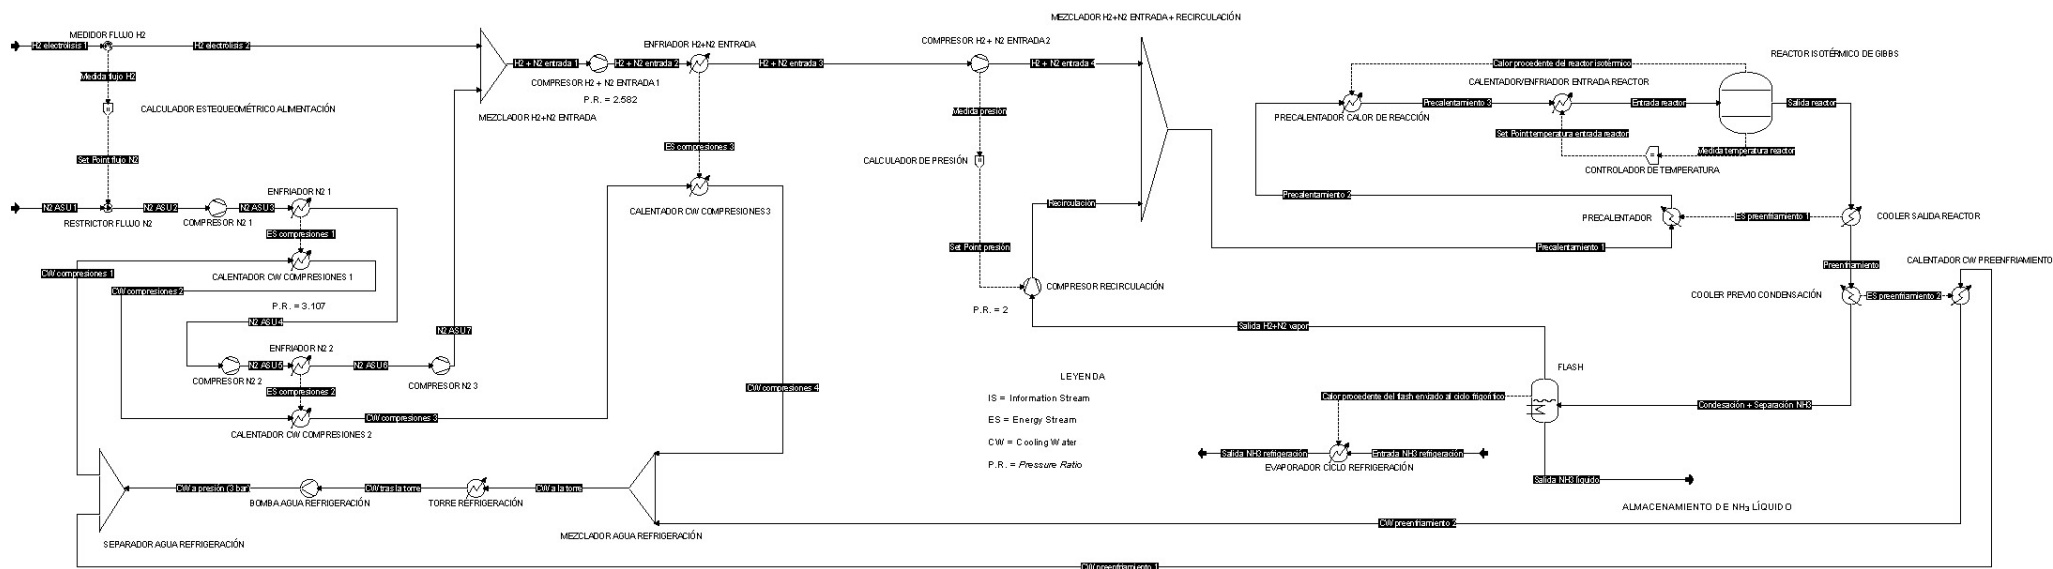 MEZCLADOR H2+N2 ENTRADA + RECIRCULACIÓN
MEDIDOR FLUJO H2
H2 electrólisis 1
H2 electrólisis 2
Medida flujo H2
CALCULADOR ESTEQUEOMÉTRICO ALIMENTACIÓN
Set Point flujo N2
N2 ASU 1
RESTRICTOR FLUJO N2
N2 ASU 2
COMPRESOR N2 1
N2 ASU 3
ENFRIADOR N2 1
ES compresiones 1
CALENTADOR CW COMPRESIONES 1
CW compresiones 1
CW compresiones 2
P.R. = 3.107
N2 ASU 4
COMPRESOR N2 2
N2 ASU 5
ENFRIADOR N2 2
N2 ASU 6
COMPRESOR N2 3
N2 ASU 7
ES compresiones 2
CALENTADOR CW COMPRESIONES 2
CW compresiones 3
MEZCLADOR H2+N2 ENTRADA
H2 + N2 entrada 1
COMPRESOR H2 + N2 ENTRADA 1
P.R. = 2.582
H2 + N2 entrada 2
ENFRIADOR H2+N2 ENTRADA
H2 + N2 entrada 3
ES compresiones 3
CALENTADOR CW COMPRESIONES 3
CW compresiones 4
COMPRESOR H2 + N2 ENTRADA 2
H2 + N2 entrada 4
Medida presión
CALCULADOR DE PRESIÓN
Set Point presión
Recirculación
COMPRESOR RECIRCULACIÓN
P.R. = 2
REACTOR ISOTÉRMICO DE GIBBS
Calor procedente del reactor isotérmico
CALENTADOR/ENFRIADOR ENTRADA REACTOR
Precalentamiento 3
Entrada reactor
Salida reactor
PRECALENTADOR CALOR DE REACCIÓN
Set Point temperatura entrada reactor
Medida temperatura reactor
CONTROLADOR DE TEMPERATURA
Precalentamiento 2
PRECALENTADOR
ES preenfriamiento 1
COOLER SALIDA REACTOR
Precalentamiento 1
Preenfriamiento
CALENTADOR CW PREENFRIAMIENTO
COOLER PREVIO CONDENSACIÓN
ES preenfriamiento 2
Salida H2+N2 vapor
FLASH
Calor procedente del flash enviado al ciclo frigorítico
Condesación + Separación NH3
LEYENDA
IS = Information Stream
ES = Energy Stream
CW = Cooling Water
P.R. = Pressure Ratio
Salida NH3 refrigeración
Entrada NH3 refrigeración
EVAPORADOR CICLO REFRIGERACIÓN
Salida NH3 líquido
ALMACENAMIENTO DE NH₃ LÍQUIDO
SEPARADOR AGUA REFRIGERACIÓN
CW a presión (3 bar)
BOMBA AGUA REFRIGERACIÓN
CW tras la torre
TORRE REFRIGERACIÓN
CW a la torre
MEZCLADOR AGUA REFRIGERACIÓN
CW preenfriamiento 2
CW preenfriamiento 1